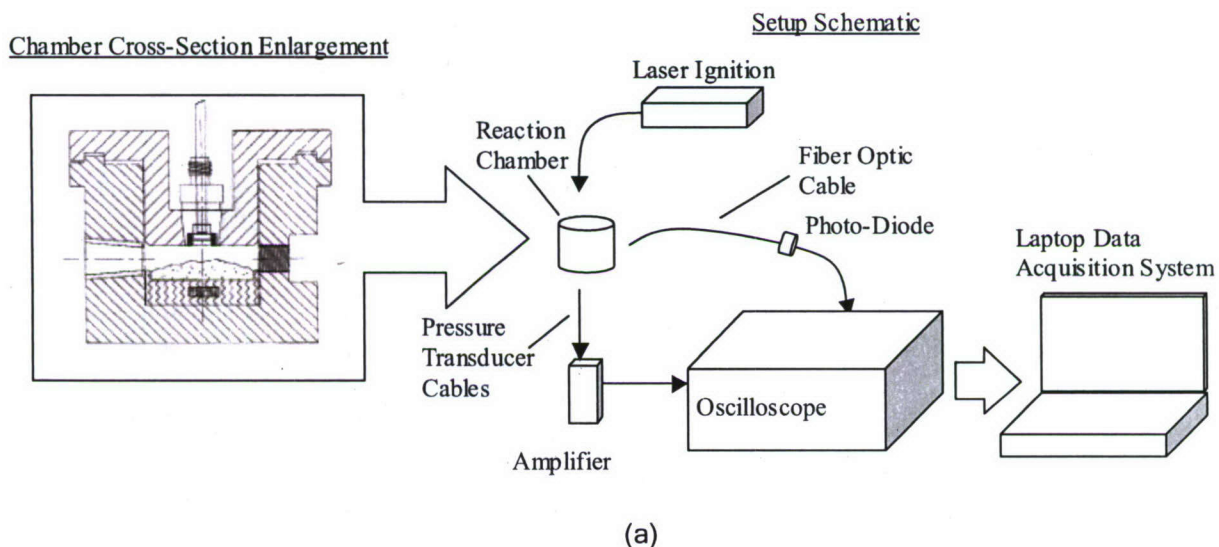 Setup Schematic
Chamber Cross-Section Enlargement
Laser Ignition
Reaction
Chamber
Fiber Optic
Cable
Photo-Diode
Laptop Data
Acquisition System
Pressure
Transducer
Cables
Oscilloscope
Amplifier
(a)